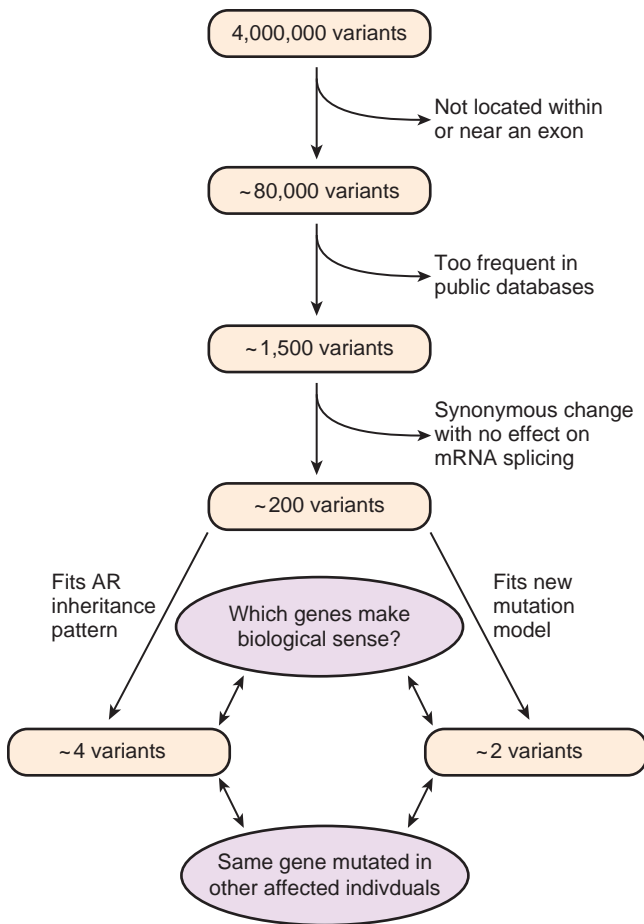 4,000,000 variants
Not located within
or near an exon
~80,000 variants
Too frequent in
public databases
~1,500 variants
Synonymous change
with no effect on
mRNA splicing
~200 variants
Fits AR
inheritance
pattern
Which genes make
biological sense?
Fits new
mutation
model
~4 variants
~2 variants
Same gene mutated in
other affected indivduals